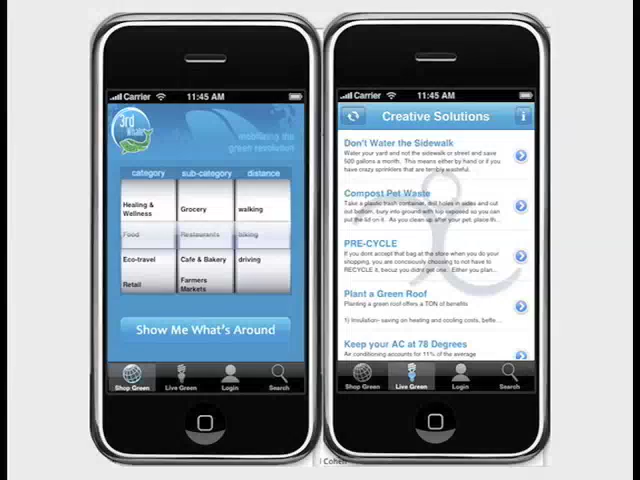 Carrier 11:45 AM
3rd
Whale
mobilizing the
green revolution
category sub-category distance
Healing &
Wellness Grocery walking
Food Restaurants biking
Eco-travel Cafe & Bakery driving
Retail Farmers
Markets
Show Me What's Around
Shop Green Live Green Login Search
Carrier 11:45 AM
Creative Solutions
Don't Water the Sidewalk
Water your yard and not the sidewalk or street and save
500 gallons a month. This means either by hand or if you
have crazy sprinklers that are terribly wasteful.
Compost Pet Waste
Take a plastic trash container, drill holes in sides and cut
out bottom, bury into ground with top exposed so you can
put the lid on it. As you clean up after your pet, place th...
PRE-CYCLE
If you dont accept that bag at the store when you do your
shopping, you are conciously choosing to not have to
RECYCLE it, becuz you didnt get one. Either you plan...
Plant a Green Roof
Planting a green roof offers a TON of benefits
1) Insulation- saving on heating and cooling costs, belte...
Keep your AC at 78 Degrees
Air conditioning accounts for 11% of the average
Shop Green Live Green Login Search
Cohen